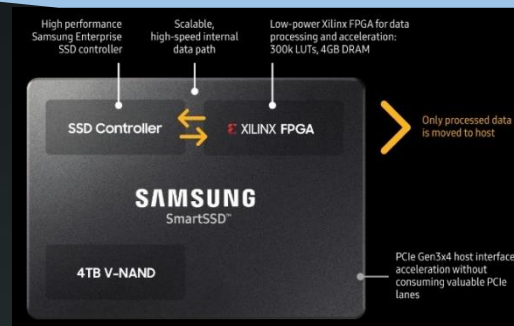 High performance
Samsung Enterprise
SSD controller
Scalable,
high-speed internal
data path
Low-power Xilinx FPGA for data
processing and acceleration:
300k LUTs, 4GB DRAM
SSD Controller
XILINX FPGA
Only processed data
is moved to host
SAMSUNG
SmartSSD™
4TB V-NAND
PCIe Gen3x4 host interface
acceleration without
consuming valuable PCIe
lanes